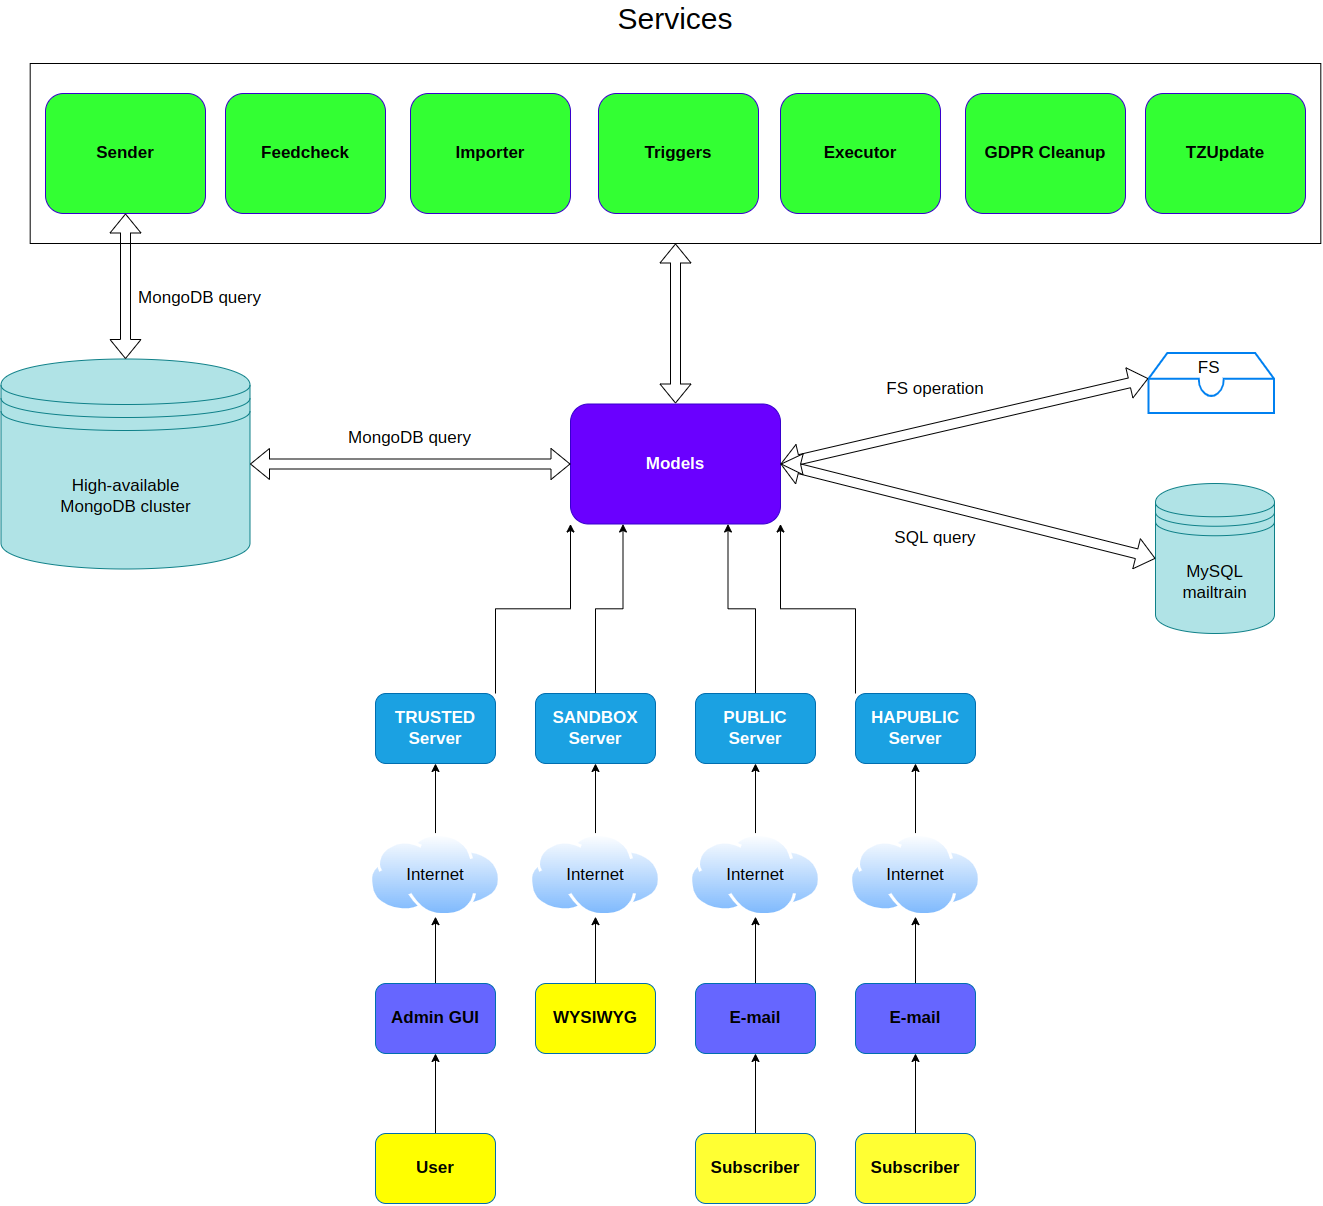 Services
Sender
Feedcheck
Importer
Triggers
Executor
GDPR Cleanup
TZUpdate
MongoDB query
FS
FS operation
MongoDB query
Models
High-available
MongoDB cluster
SQL query
MySQL
mailtrain
TRUSTED
Server
SANDBOX
Server
PUBLIC
Server
HAPUBLIC
Server
Internet
Internet
Internet
Internet
Admin GUI
WYSIWYG
E-mail
E-mail
User
Subscriber
Subscriber